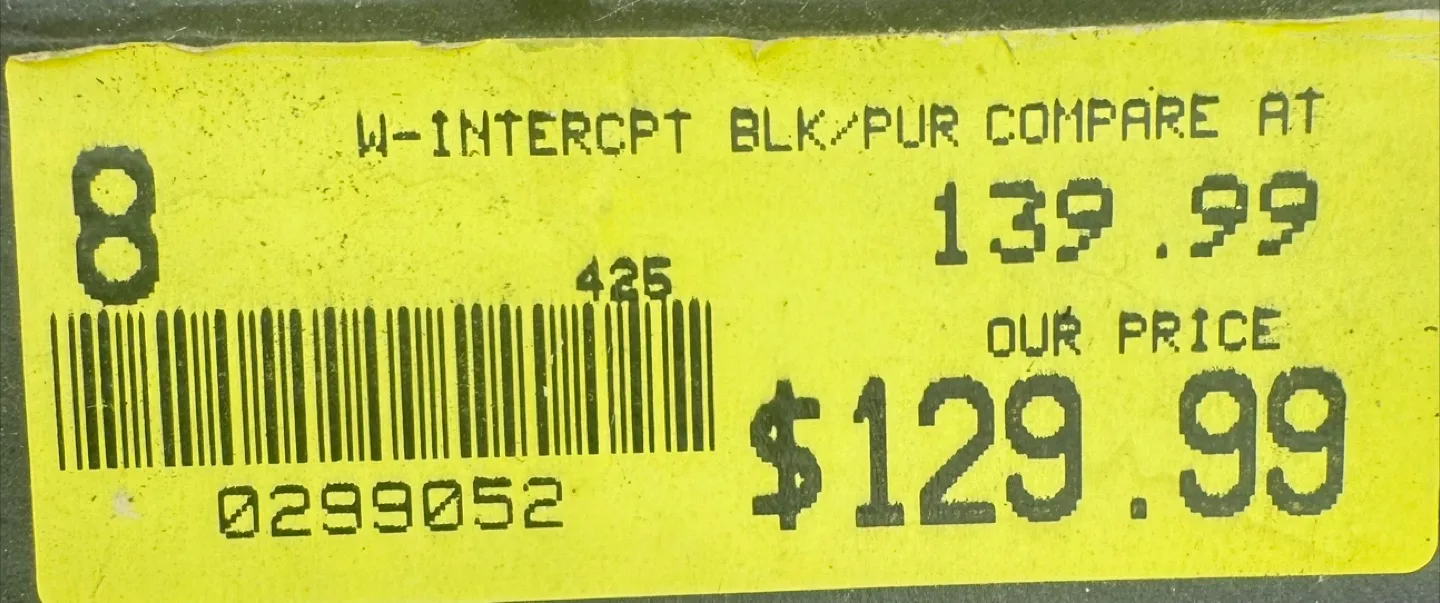 W-INTERCPT BLK/PUR COMPARE AT
8
139.99
425
OUR PRICE
$129.99
0299052